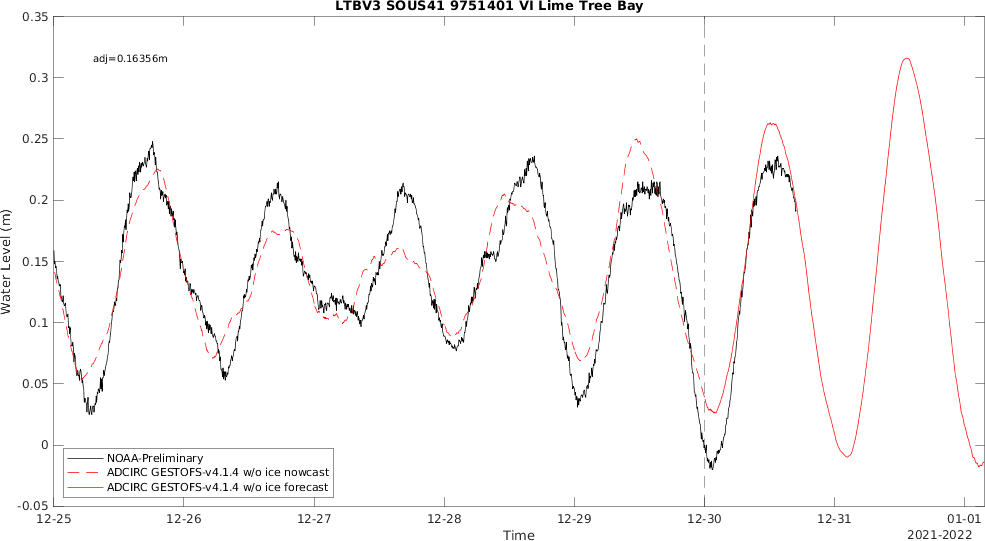 LTBV3 SOUS41 9751401 VI Lime Tree Bay
0.35
adj=0.16356m
0.3
0.25
0.2
0.15
0.1
0.05
0
-0.05
Water Level (m)
NOAA-Preliminary
ADCIRC GESTOFS-v4.1.4 w/o ice nowcast
ADCIRC GESTOFS-v4.1.4 w/o ice forecast
12-25 12-26 12-27 12-28 12-29 12-30 12-31 01-01
Time
2021-2022